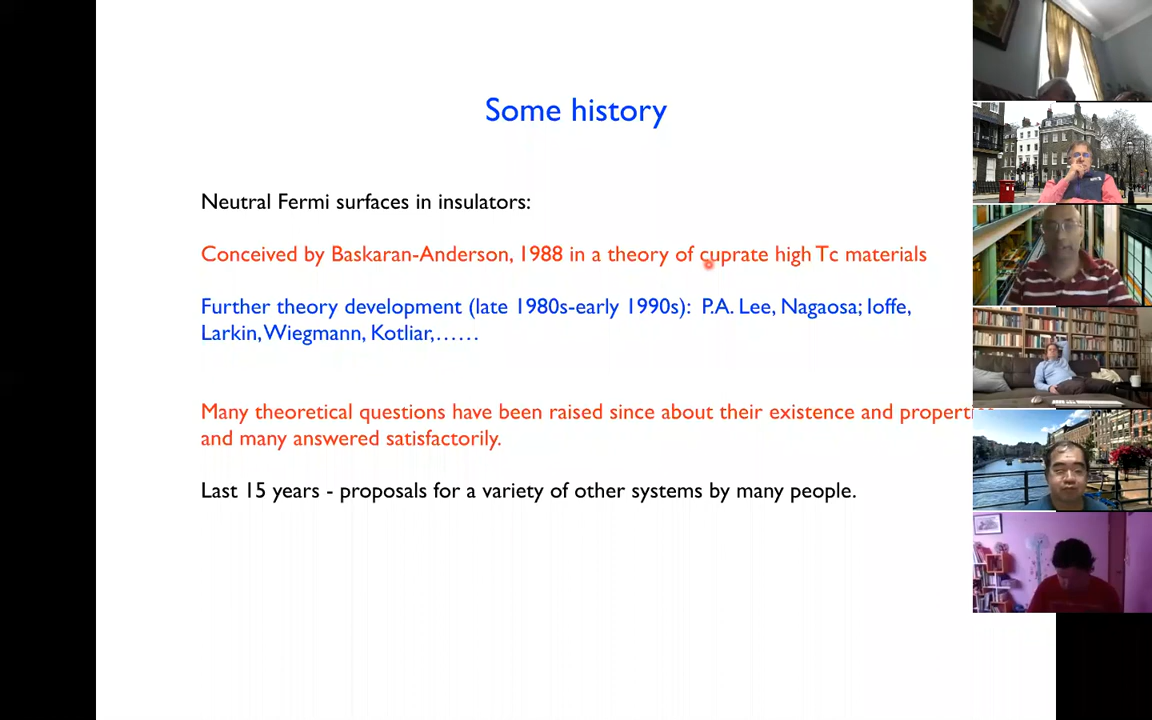 Some history
Neutral Fermi surfaces in insulators:
Conceived by Baskaran-Anderson, 1988 in a theory of cuprate high Tc materials
Further theory development (late 1980s-early 1990s): P.A. Lee, Nagaosa; Ioffe,
Larkin, Wiegmann, Kotliar,......
Many theoretical questions have been raised since about their existence and properti
and many answered satisfactorily.
Last 15 years - proposals for a variety of other systems by many people.